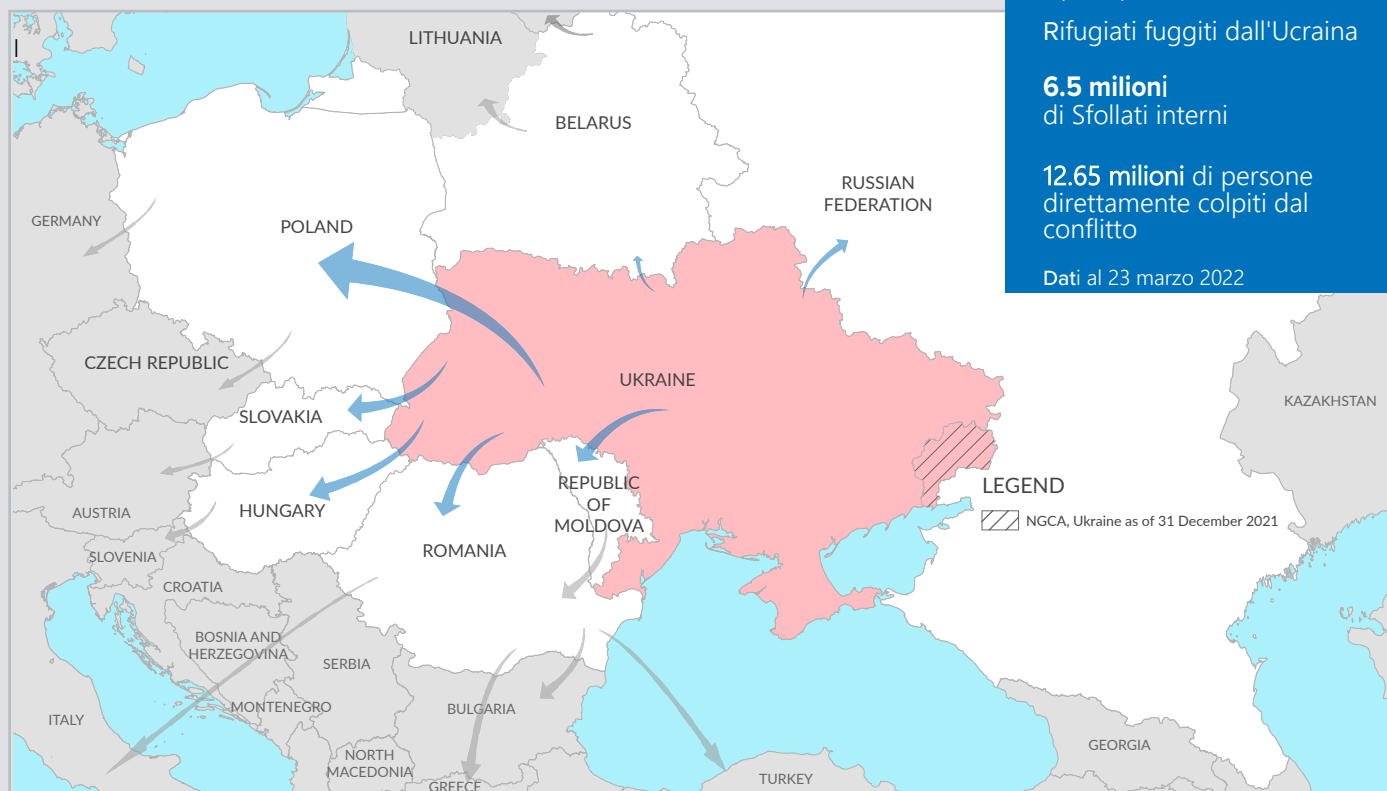 Rifugiati fuggiti dall'Ucraina
6.5 milioni
di Sfollati interni
12.65 milioni di persone
direttamente colpiti dal
conflitto
Dati al 23 marzo 2022
LITHUANIA
BELARUS
RUSSIAN
FEDERATION
GERMANY
POLAND
CZECH REPUBLIC
UKRAINE
SLOVAKIA
KAZAKHSTAN
REPUBLIC
OF
MOLDOVA
LEGEND
NGCA, Ukraine as of 31 December 2021
HUNGARY
AUSTRIA
ROMANIA
SLOVENIA
CROATIA
BOSNIA AND
HERZEGOVINA
SERBIA
MONTENEGRO
BULGARIA
ITALY
NORTH
MACEDONIA
GEORGIA
GREECE
TURKEY